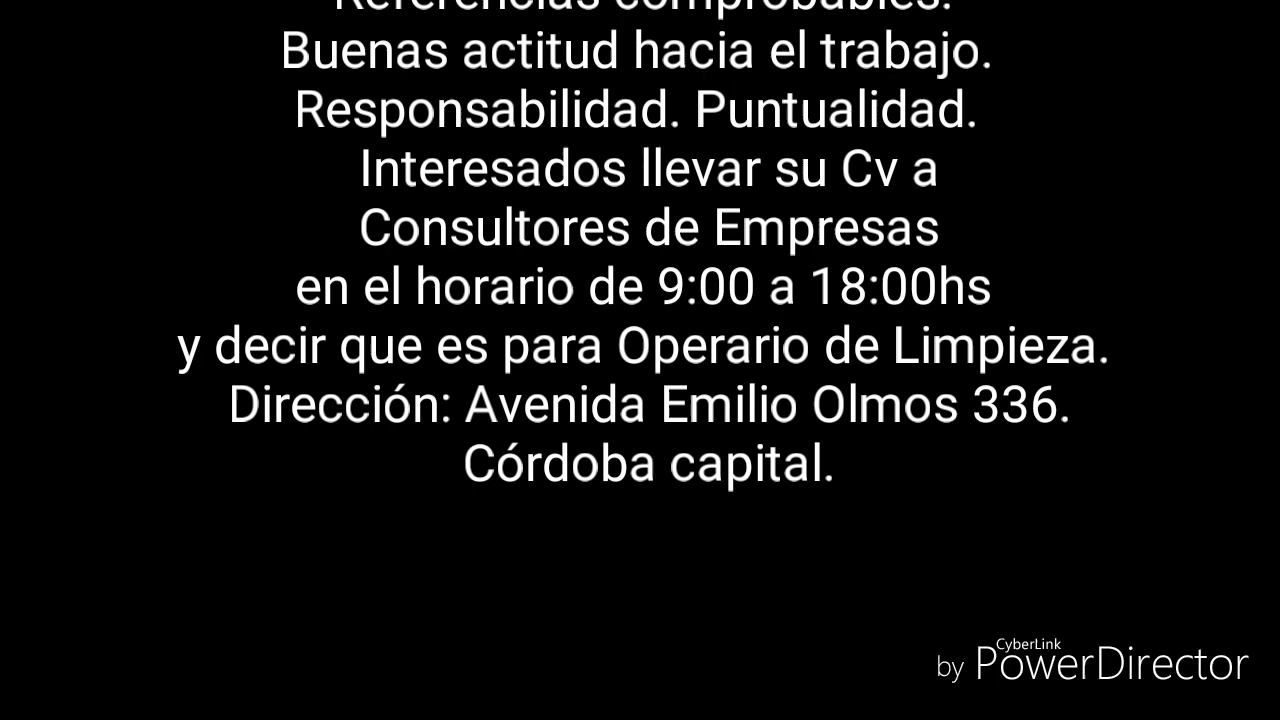 Referencias comprobables.
Buenas actitud hacia el trabajo.
Responsabilidad. Puntualidad.
Interesados llevar su Cv a
Consultores de Empresas
en el horario de 9:00 a 18:00hs
y decir que es para Operario de Limpieza.
Dirección: Avenida Emilio Olmos 336.
Córdoba capital.
CyberLink
by PowerDirector